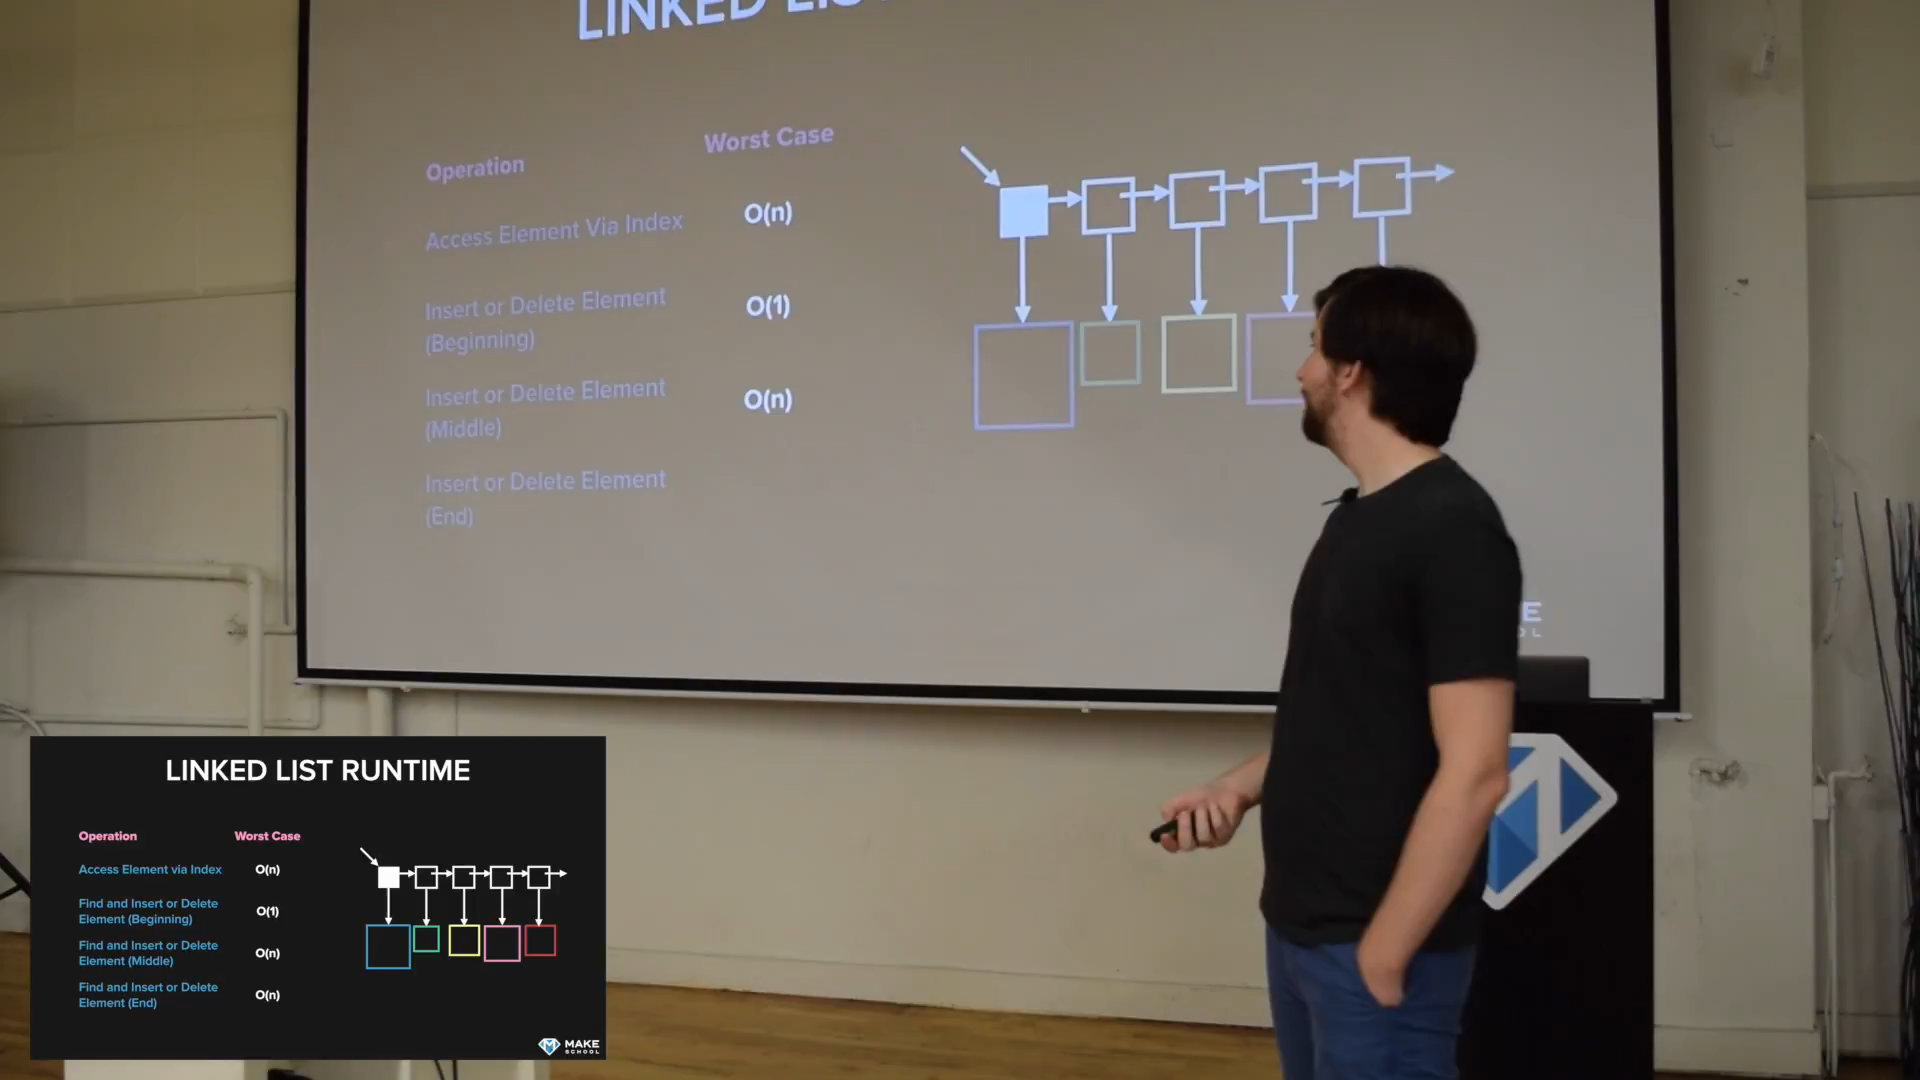 LINKED
Operation Worst Case
Access Element Via Index O(n)
Insert or Delete Element
(Beginning) O(1)
Insert or Delete Element
(Middle) O(n)
Insert or Delete Element
(End)
LINKED LIST RUNTIME
Operation Worst Case
Access Element via Index O(n)
Find and Insert or Delete
Element (Beginning) O(1)
Find and Insert or Delete
Element (Middle) O(n)
Find and Insert or Delete
Element (End) O(n)
MAKE
SCHOOL